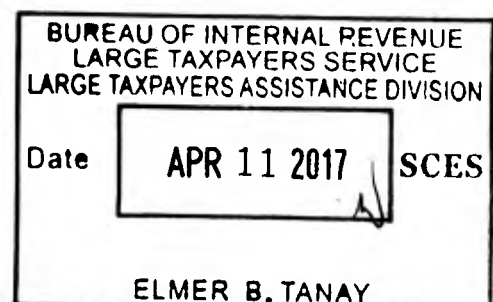 BUREAU OF INTERNAL REVENUE
LARGE TAXPAYERS SERVICE
LARGE TAXPAYERS ASSISTANCE DIVISION
Date APR 11 2017 SCES
ELMER B. TANAY